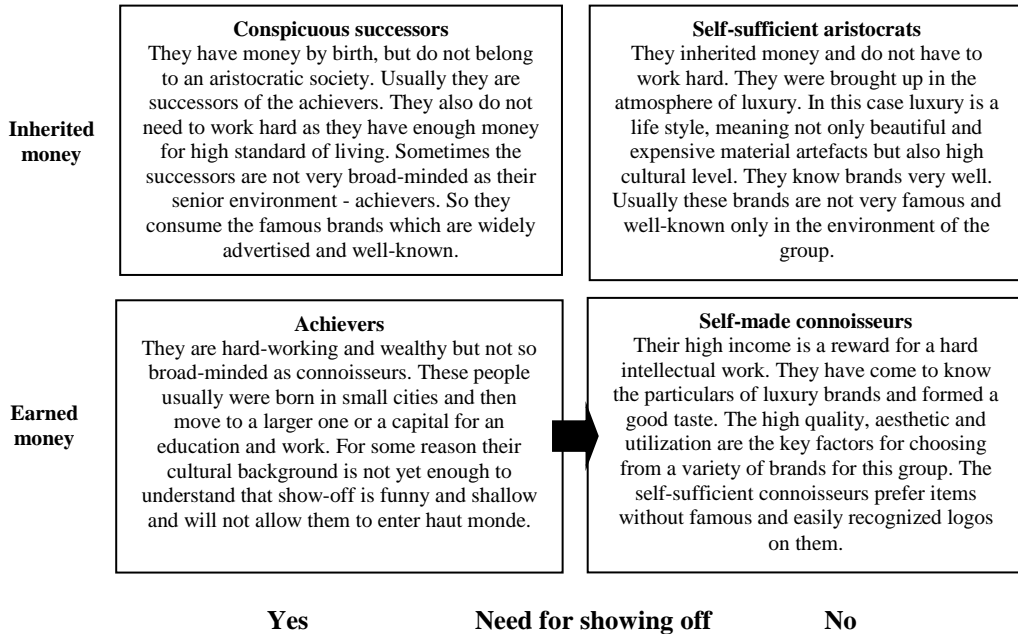 Conspicuous successors
They have money by birth, but do not belong
to an aristocratic society. Usually they are
successors of the achievers. They also do not
need to work hard as they have enough money
for high standard of living. Sometimes the
successors are not very broad-minded as their
senior environment - achievers. So they
consume the famous brands which are widely
advertised and well-known.
Self-sufficient aristocrats
They inherited money and do not have to
work hard. They were brought up in the
atmosphere of luxury. In this case luxury is a
life style, meaning not only beautiful and
expensive material artefacts but also high
cultural level. They know brands very well.
Usually these brands are not very famous and
well-known only in the environment of the
group.
Inherited
money
Achievers
They are hard-working and wealthy but not so
broad-minded as connoisseurs. These people
usually were born in small cities and then
move to a larger one or a capital for an
education and work. For some reason their
cultural background is not yet enough to
understand that show-off is funny and shallow
and will not allow them to enter haut monde.
Self-made connoisseurs
Their high income is a reward for a hard
intellectual work. They have come to know
the particulars of luxury brands and formed a
good taste. The high quality, aesthetic and
utilization are the key factors for choosing
from a variety of brands for this group. The
self-sufficient connoisseurs prefer items
without famous and easily recognized logos
on them.
Earned
money
Yes Need for showing off No